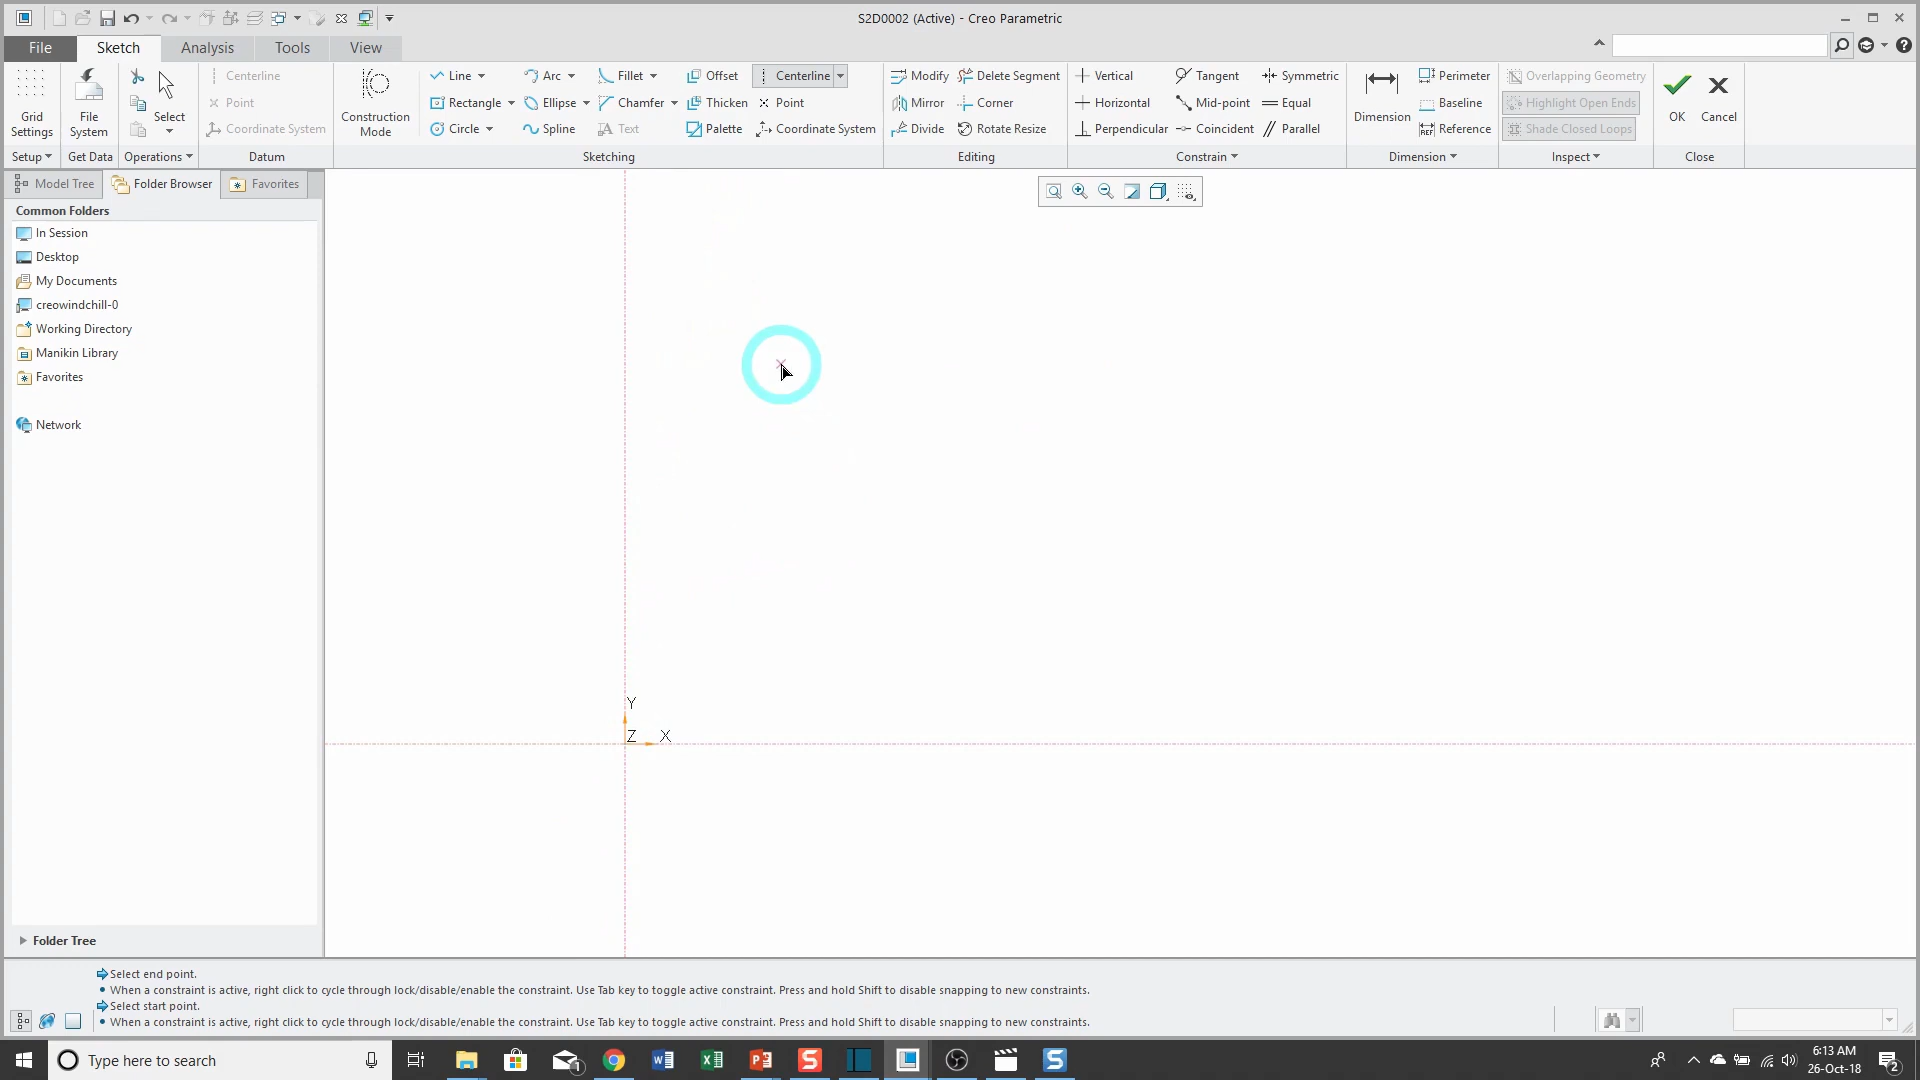 S2D0002 (Active) - Creo Parametric
File Sketch Analysis Tools View
Centerline
Point
Coordinate System
Grid Settings
File System
Select
Construction Mode
Line Arc Fillet Offset Centerline
Rectangle Ellipse Chamfer Thicken Point
Circle Spline Text Palette Coordinate System
Modify Delete Segment
Mirror Corner
Divide Rotate Resize
Vertical Tangent Symmetric
Horizontal Mid-point Equal
Perpendicular Coincident Parallel
Dimension
Perimeter
Baseline
REF Reference
Overlapping Geometry
Highlight Open Ends
Shade Closed Loops
OK Cancel
Setup Get Data Operations Datum Sketching Editing Constrain Dimension Inspect Close
Model Tree Folder Browser Favorites
Common Folders
In Session
Desktop
My Documents
creowindchill-0
Working Directory
Manikin Library
Favorites
Network
Folder Tree
Y
Z X
Select end point.
• When a constraint is active, right click to cycle through lock/disable/enable the constraint. Use Tab key to toggle active constraint. Press and hold Shift to disable snapping to new constraints.
Select start point.
• When a constraint is active, right click to cycle through lock/disable/enable the constraint. Use Tab key to toggle active constraint. Press and hold Shift to disable snapping to new constraints.
Type here to search
6:13 AM
26-Oct-18
1
2